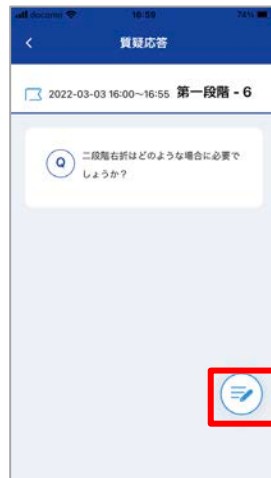 docomo 16:59 74%
質疑応答
2022-03-03 16:00~16:55 第一段階 - 6
Q 二段階右折はどのような場合に必要で
しょうか？